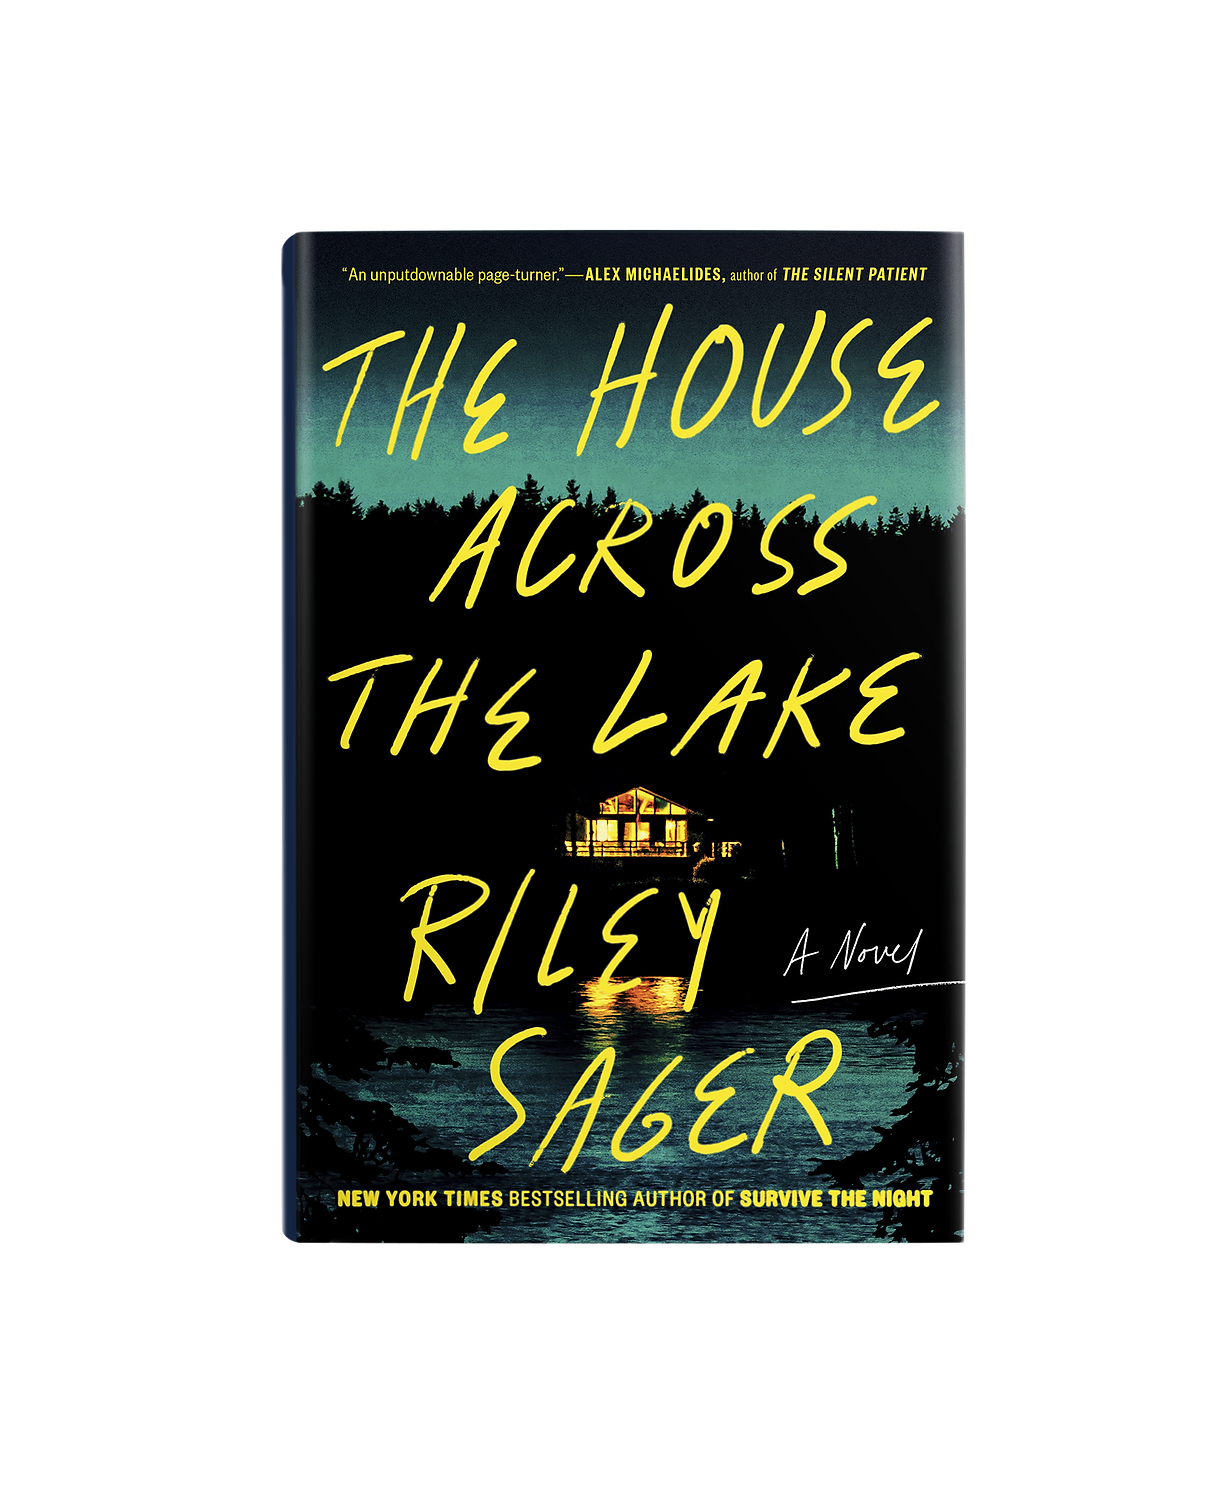 “An unputdownable page-turner.”—ALEX MICHAELIDES, author of THE SILENT PATIENT
THE HOUSE
ACROSS
THE LAKE
RILEY
A Novel
SAGER
NEW YORK TIMES BESTSELLING AUTHOR OF SURVIVE THE NIGHT